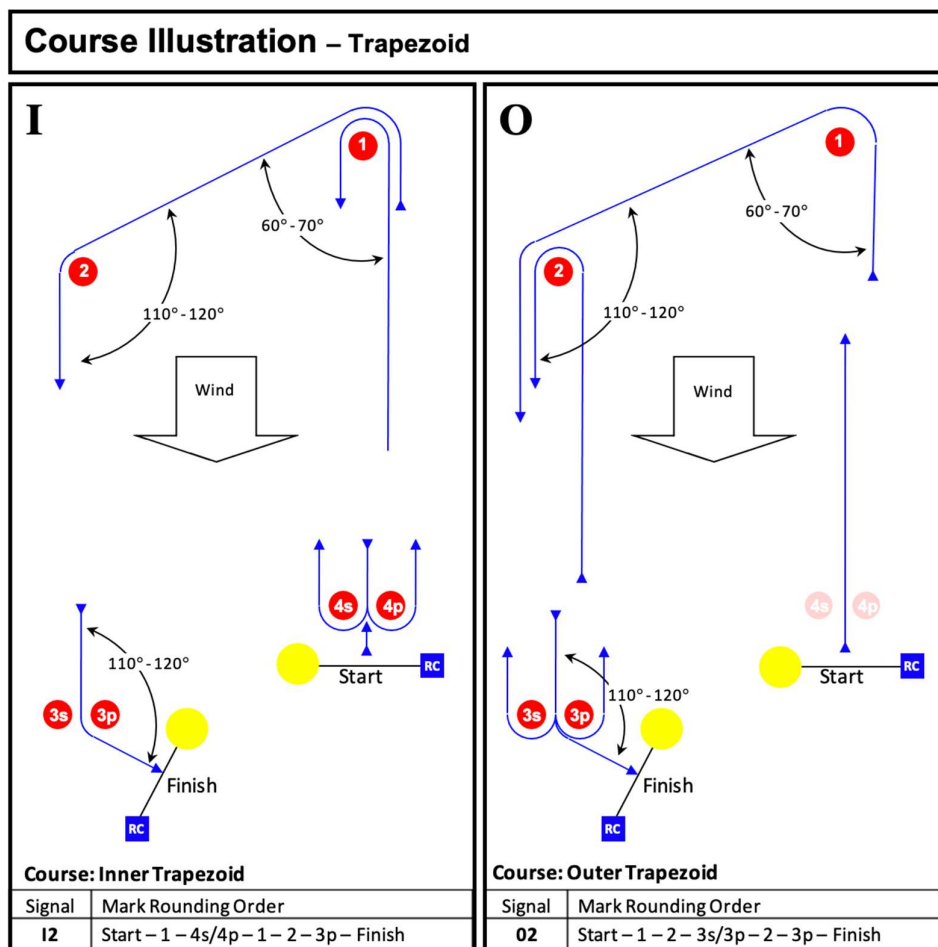 Course Illustration – Trapezoid
I
1
60° - 70°
2
110° - 120°
Wind
4s 4p
RC
Start
110° - 120°
3s 3p
Finish
RC
Course: Inner Trapezoid
Signal Mark Rounding Order
I2 Start – 1 – 4s/4p – 1 – 2 – 3p – Finish
O
1
60° - 70°
2
110° - 120°
Wind
4s 4p
RC
Start
110° - 120°
3s 3p
Finish
RC
Course: Outer Trapezoid
Signal Mark Rounding Order
02 Start – 1 – 2 – 3s/3p – 2 – 3p – Finish